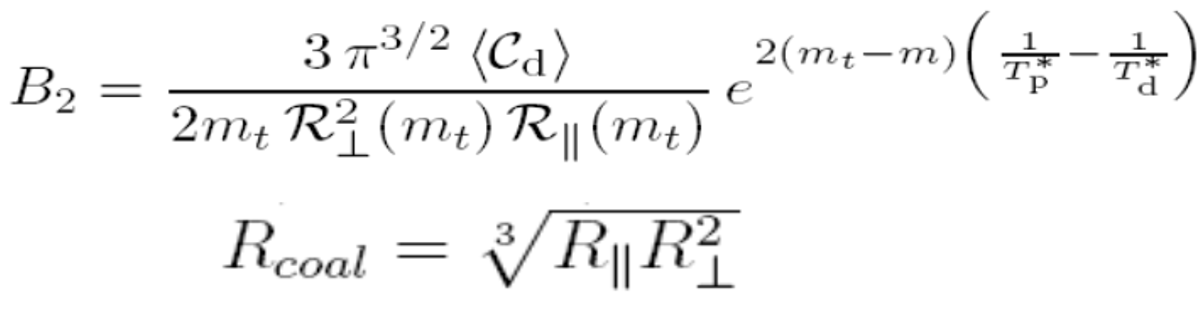 $B_2 = \frac{3\,\pi^{3/2}\,\langle \mathcal{C}_{\mathrm{d}} \rangle}{2m_t\,\mathcal{R}_{\perp}^{2}(m_t)\,\mathcal{R}_{\parallel}(m_t)}\,e^{2(m_t-m)\left(\frac{1}{T_{\mathrm{p}}^{*}}-\frac{1}{T_{\mathrm{d}}^{*}}\right)}$
$R_{coal} = \sqrt[3]{R_{\parallel}R_{\perp}^{2}}$